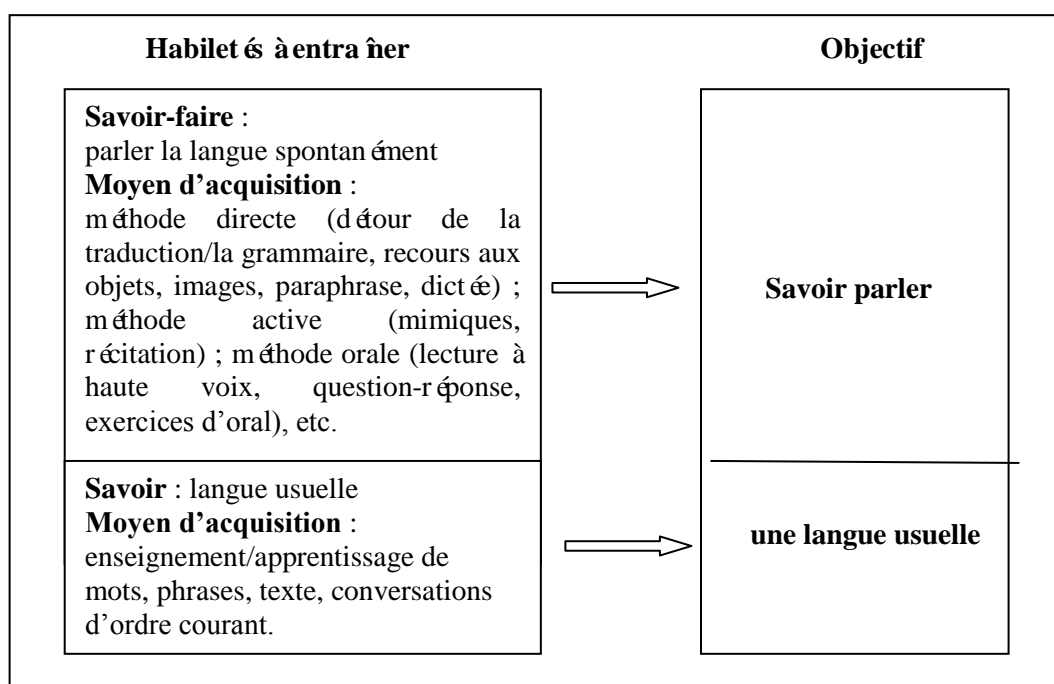 Habiletés à entraîner
Objectif
Savoir-faire :
parler la langue spontanément
Moyen d'acquisition :
méthode directe (détour de la
traduction/la grammaire, recours aux
objets, images, paraphrase, dictée) ;
méthode active (mimiques,
récitation) ; méthode orale (lecture à
haute voix, question-réponse,
exercices d'oral), etc.
Savoir parler
Savoir : langue usuelle
Moyen d'acquisition :
enseignement/apprentissage de
mots, phrases, texte, conversations
d'ordre courant.
une langue usuelle